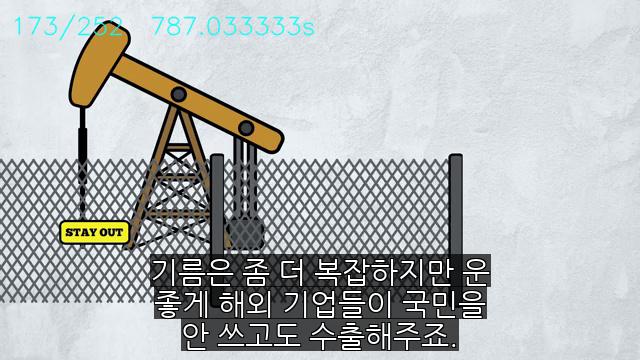 173/252 787.033333s
STAY OUT
기름은 좀 더 복잡하지만 운
좋게 해외 기업들이 국민을
안 쓰고도 수출해주죠.